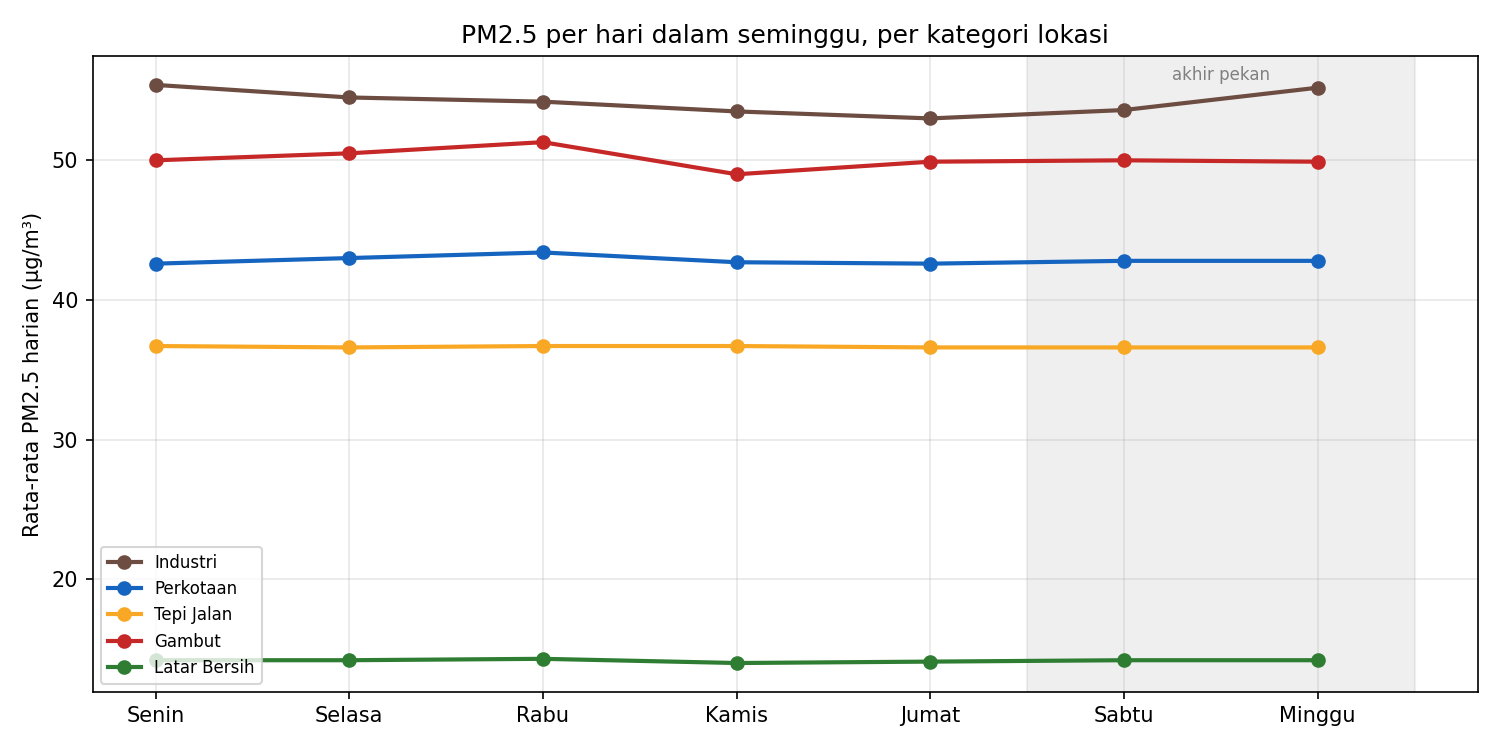 PM2.5 per hari dalam seminggu, per kategori lokasi
akhir pekan
Rata-rata PM2.5 harian (µg/m³)
50
40
30
20
Industri
Perkotaan
Tepi Jalan
Gambut
Latar Bersih
Senin Selasa Rabu Kamis Jumat Sabtu Minggu